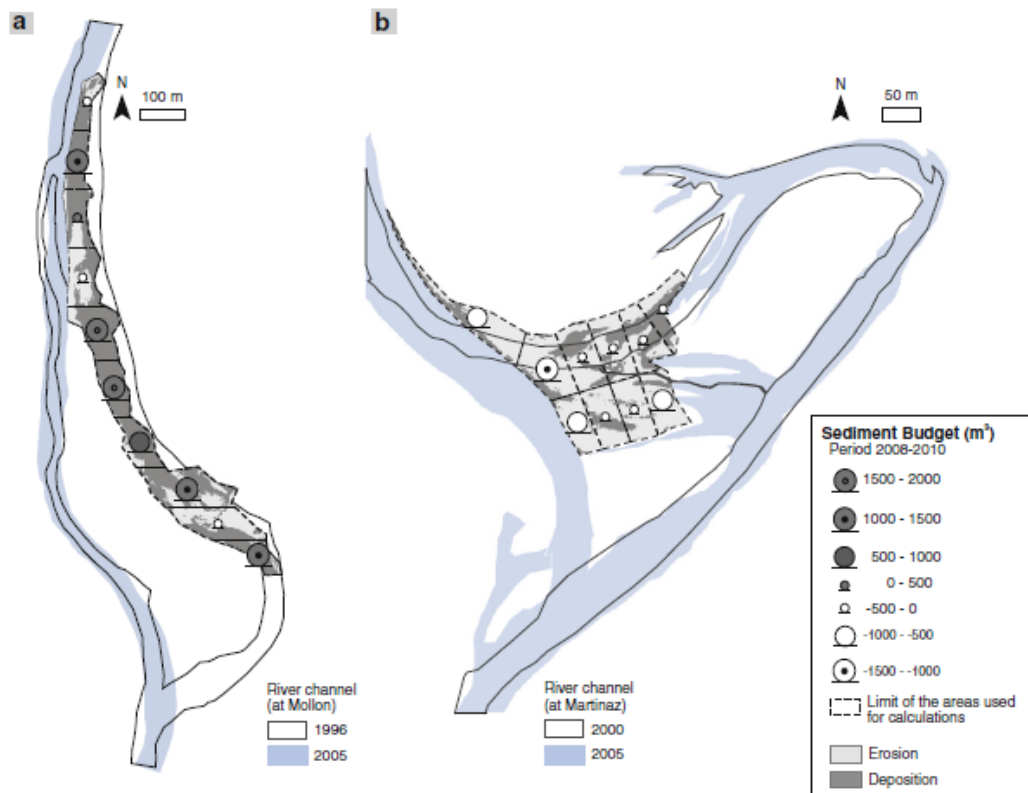 a
b
N
100 m
N
50 m
Sediment Budget (m³)
Period 2008-2010
1500 - 2000
1000 - 1500
500 - 1000
0 - 500
-500 - 0
-1000 - -500
-1500 - -1000
Limit of the areas used
for calculations
Erosion
Deposition
River channel
(at Mollon)
1996
2005
River channel
(at Martinaz)
2000
2005